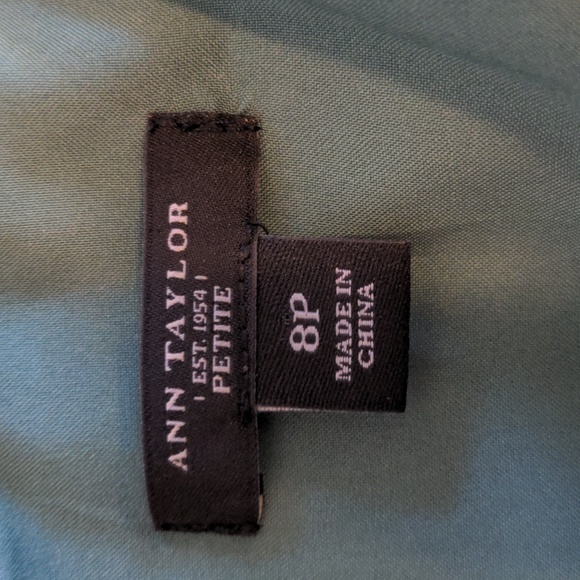 ANN TAYLOR
| EST. 1954 |
PETITE
8P
MADE IN
CHINA